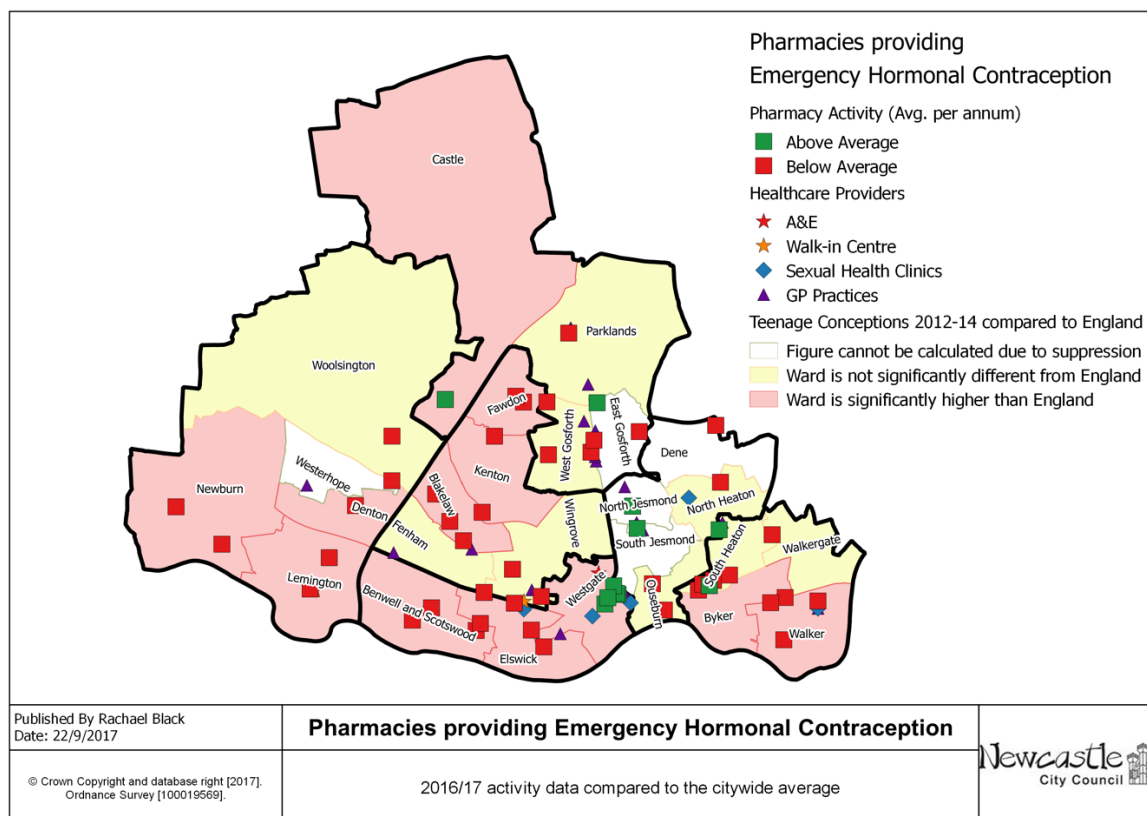 Pharmacies providing
Emergency Hormonal Contraception
Pharmacy Activity (Avg. per annum)
Above Average
Below Average
Healthcare Providers
A&E
Walk-in Centre
Sexual Health Clinics
GP Practices
Teenage Conceptions 2012-14 compared to England
Figure cannot be calculated due to suppression
Ward is not significantly different from England
Ward is significantly higher than England
Castle
Parklands
Woolsington
Fawdon
East Gosforth
West Gosforth
Dene
Westerhope
Kenton
Newburn
Blakelaw
North Jesmond
North Heaton
Denton
Fenham
Wingrove
South Jesmond
South Heaton
Walkergate
Lemington
Westgate
Ouseburn
Benwell and Scotswood
Byker
Walker
Elswick
Published By Rachael Black
Date: 22/9/2017
Pharmacies providing Emergency Hormonal Contraception
© Crown Copyright and database right [2017].
Ordnance Survey [100019569].
2016/17 activity data compared to the citywide average
Newcastle
City Council